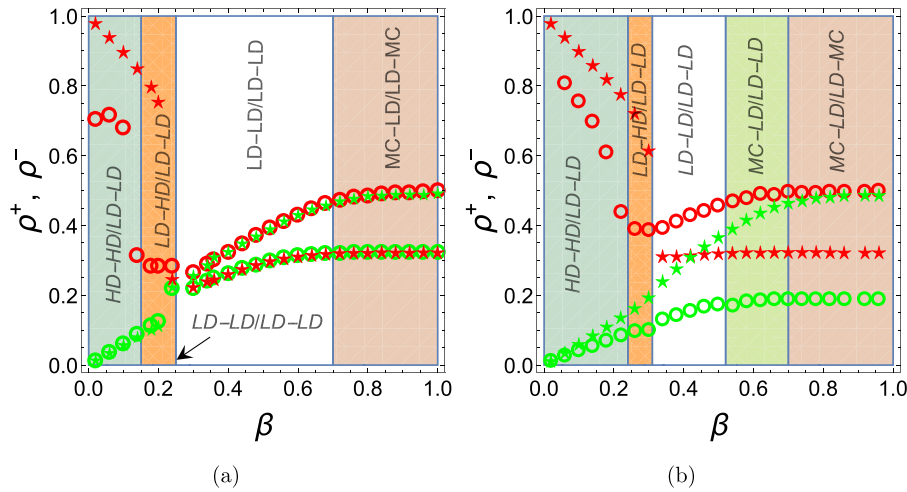 1.0
0.8
0.6
0.4
0.2
0.0
ρ⁺, ρ⁻
HD–HD/LD–LD
LD–HD/LD–LD
LD–LD/LD–LD
MC–LD/LD–MC
LD–LD/LD–LD
0.0 0.2 0.4 0.6 0.8 1.0
β
(a)
1.0
0.8
0.6
0.4
0.2
0.0
ρ⁺, ρ⁻
HD–HD/LD–LD
LD–HD/LD–LD
LD–LD/LD–LD
MC–LD/LD–LD
MC–LD/LD–MC
0.0 0.2 0.4 0.6 0.8 1.0
β
(b)